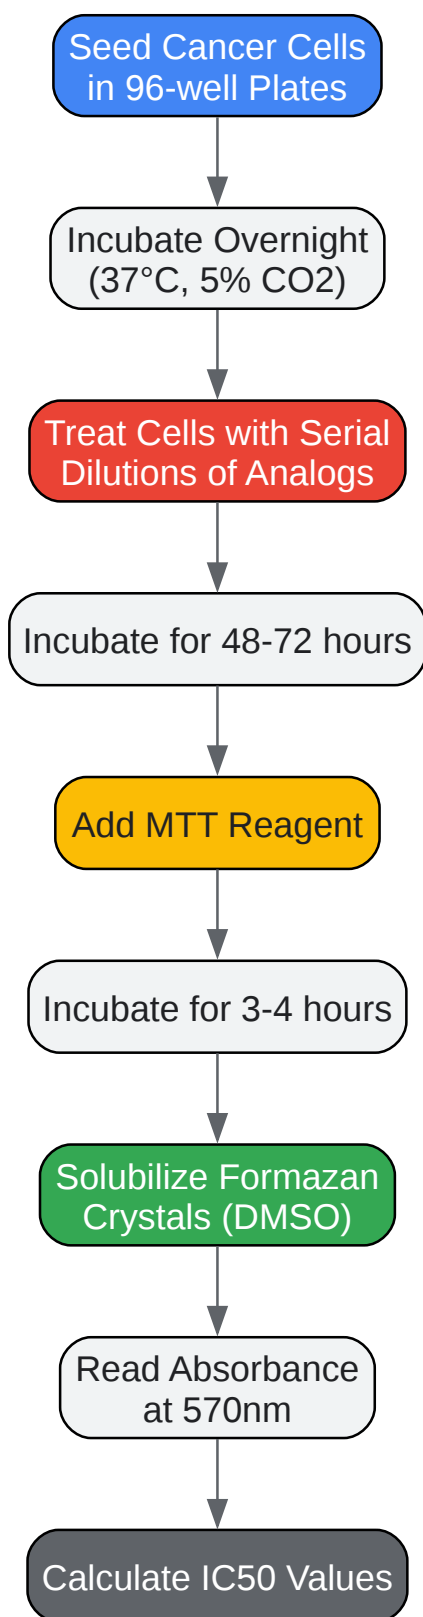 Seed Cancer Cells
in 96-well Plates
Incubate Overnight
(37°C, 5% CO2)
Treat Cells with Serial
Dilutions of Analogs
Incubate for 48-72 hours
Add MTT Reagent
Incubate for 3-4 hours
Solubilize Formazan
Crystals (DMSO)
Read Absorbance
at 570nm
Calculate IC50 Values